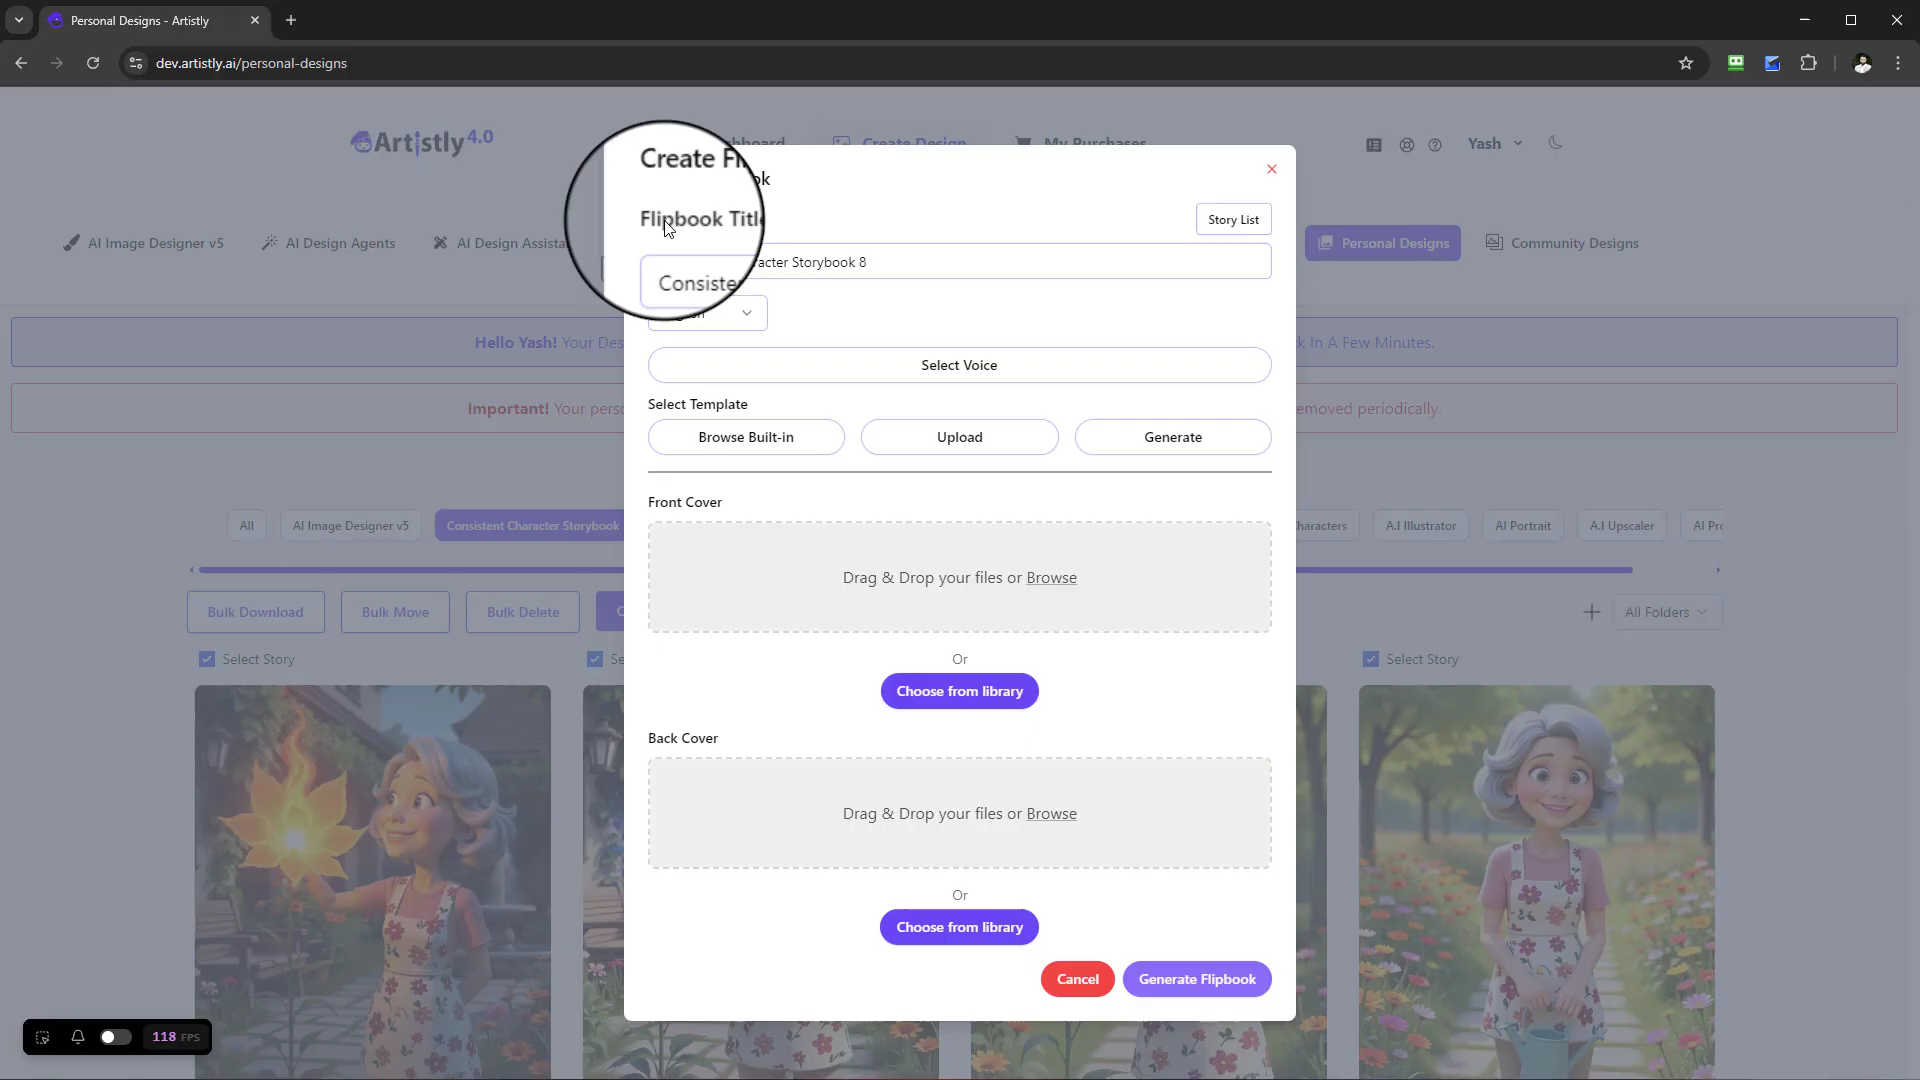 Personal Designs - Artistly
dev.artistly.ai/personal-designs
Artistly 4.0
Create Design
My Purchases
Yash
Create Fl
ok
Flipbook Title
Story List
AI Image Designer v5
AI Design Agents
AI Design Assista
Personal Designs
Community Designs
Consiste
acter Storybook 8
Hello Yash! Your Des
k In A Few Minutes.
Select Voice
Important! Your pers
emoved periodically.
Select Template
Browse Built-in
Upload
Generate
Front Cover
All
AI Image Designer v5
Consistent Character Storybook
haracters
A.I Illustrator
AI Portrait
A.I Upscaler
AI Pro
Drag & Drop your files or Browse
Bulk Download
Bulk Move
Bulk Delete
All Folders
Select Story
Se
Or
Select Story
Choose from library
Back Cover
Drag & Drop your files or Browse
Or
Choose from library
Cancel
Generate Flipbook
118 FPS